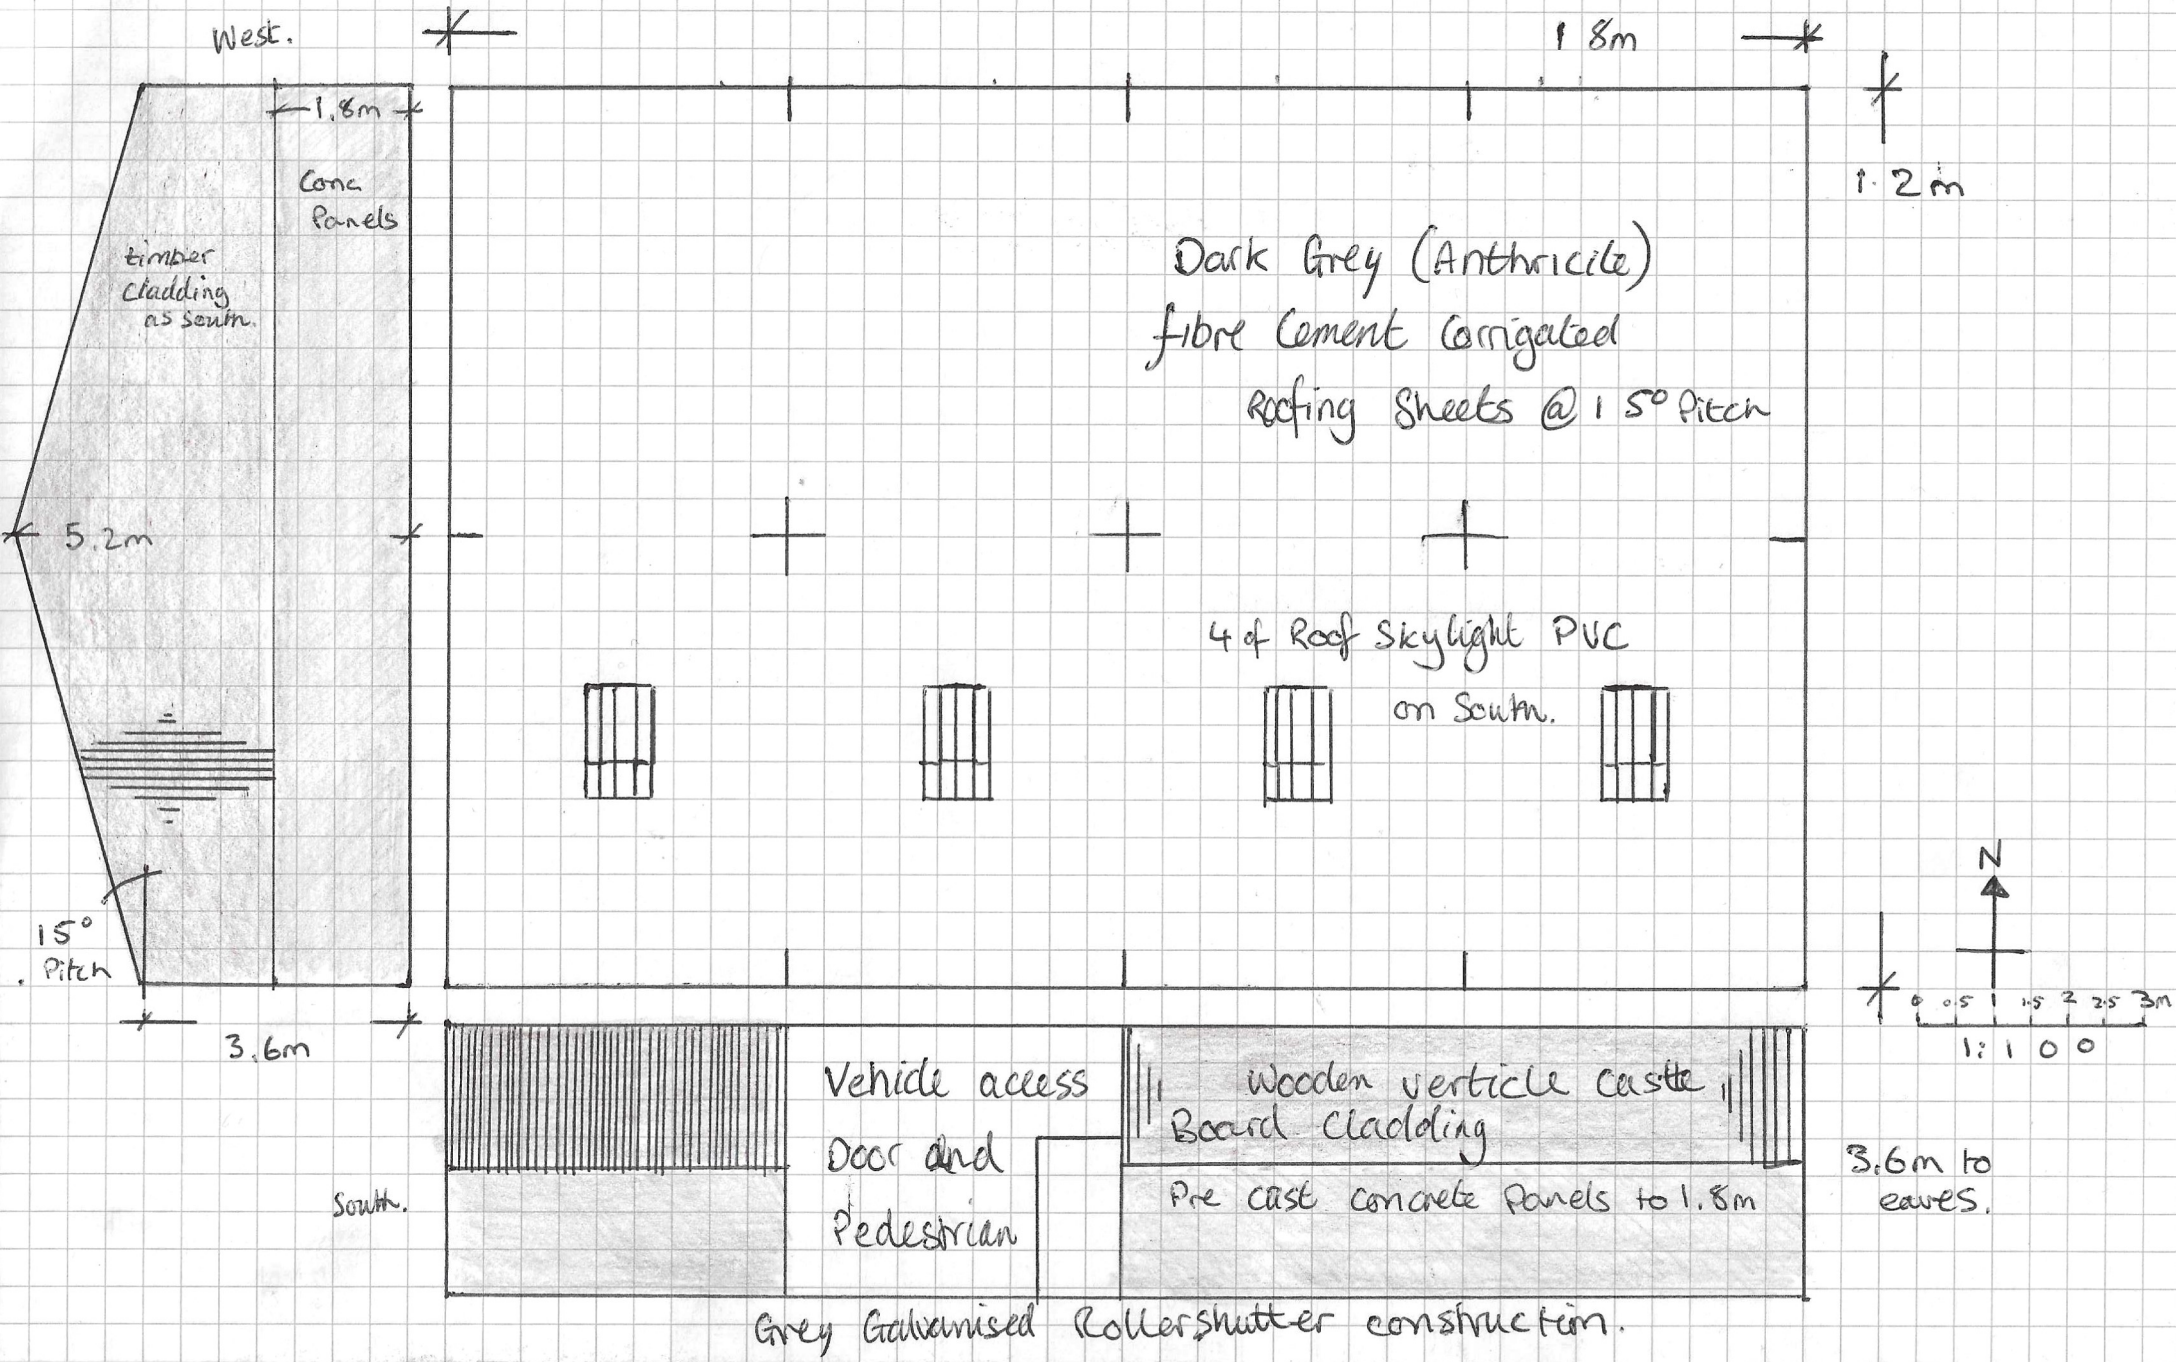 West.
18m
1.8m
1.2m
Conc
Panels
timber
cladding
as south.
Dark Grey (Anthricite)
fibre Cement Corrigated
Roofing Sheets @ 15° Pitch
5.2m
4 of Roof Skylight PVC
on South.
15°
Pitch
N
0 0.5 1 1.5 2 2.5 3m
1:100
3.6m
Vehicle access
Door and
Pedestrian
Wooden verticle Castle
Board Cladding
Pre cast concrete Panels to 1.8m
3.6m to
eaves.
South.
Grey Galvanised Rollershutter construction.